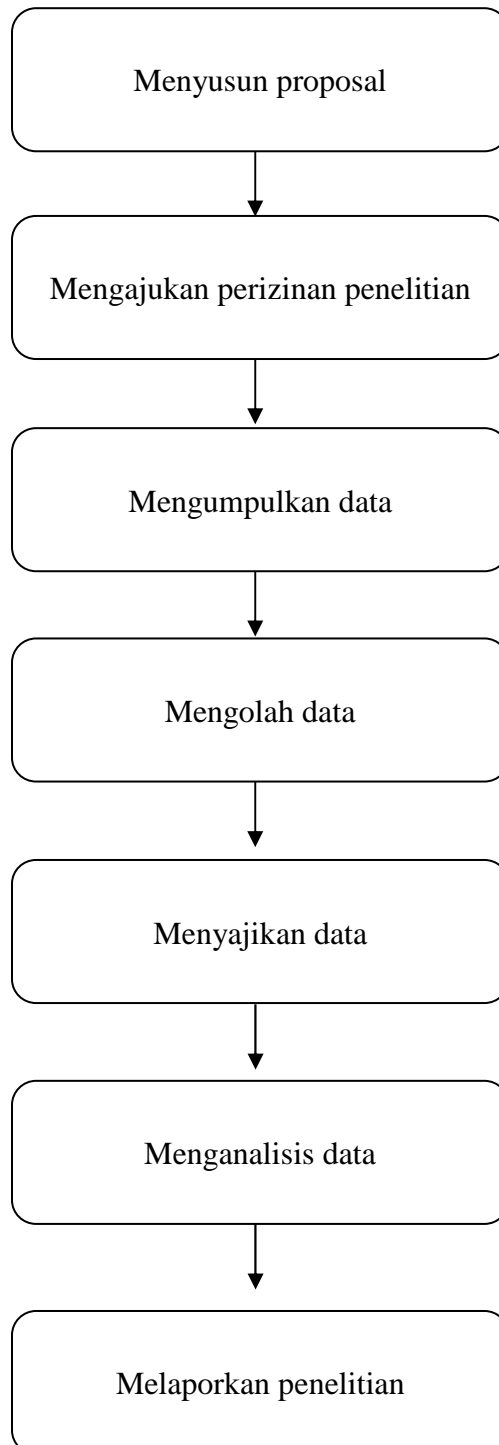 Menyusun proposal
Mengajukan perizinan penelitian
Mengumpulkan data
Mengolah data
Menyajikan data
Menganalisis data
Melaporkan penelitian